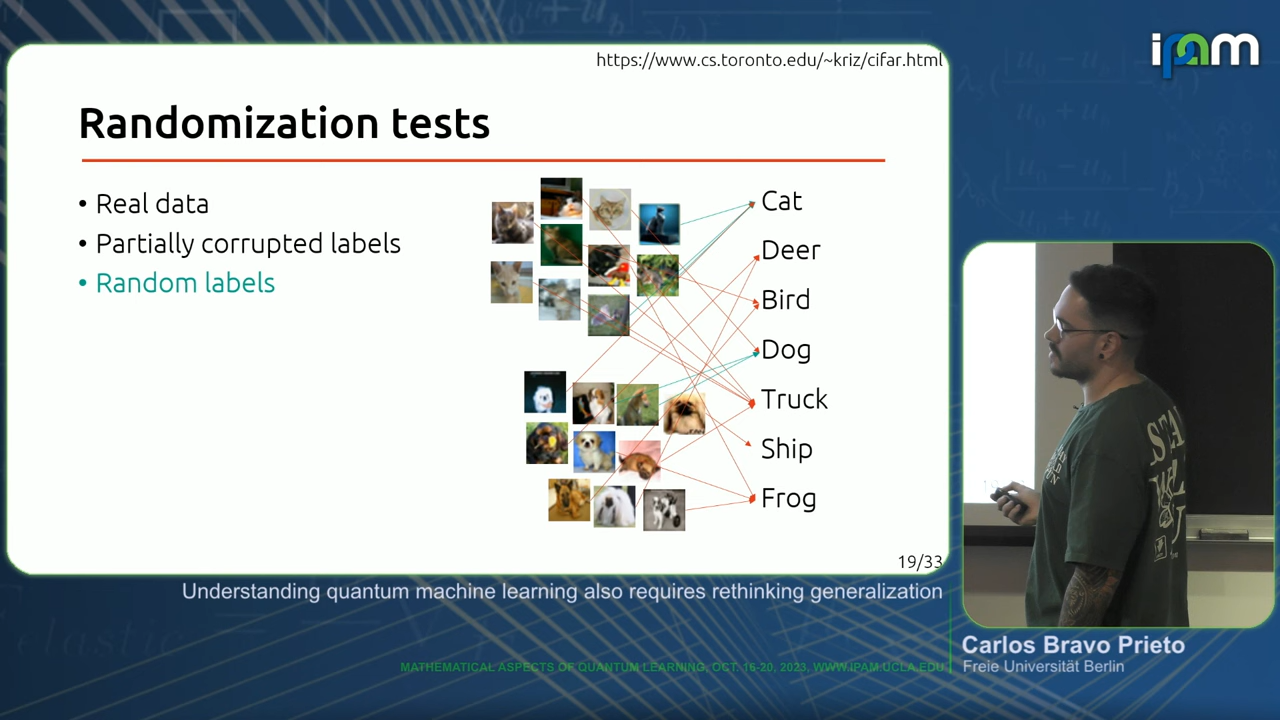 https://www.cs.toronto.edu/~kriz/cifar.html
ipam
Randomization tests
• Real data
• Partially corrupted labels
• Random labels
Cat
Deer
Bird
Dog
Truck
Ship
Frog
19/33
Understanding quantum machine learning also requires rethinking generalization
Carlos Bravo Prieto
Freie Universität Berlin
MATHEMATICAL ASPECTS OF QUANTUM LEARNING, OCT. 16-20, 2023, WWW.IPAM.UCLA.EDU
elastic